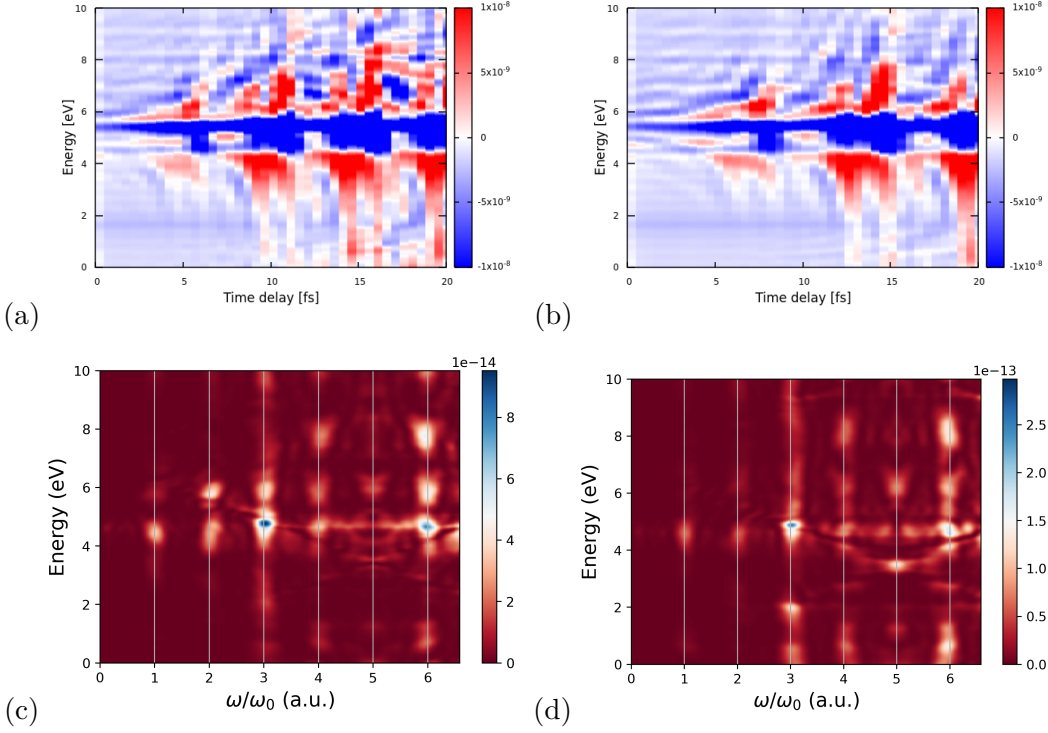 10
8
6
4
2
0
Energy [eV]
0 5 10 15 20
Time delay [fs]
1x10-8
5x10-9
0
-5x10-9
-1x10-8
(a)
10
8
6
4
2
0
Energy [eV]
0 5 10 15 20
Time delay [fs]
1x10-8
5x10-9
0
-5x10-9
-1x10-8
(b)
1e−14
10
8
6
4
2
0
Energy (eV)
0 1 2 3 4 5 6
ω/ω0 (a.u.)
8
6
4
2
0
(c)
1e−13
10
8
6
4
2
0
Energy (eV)
0 1 2 3 4 5 6
ω/ω0 (a.u.)
2.5
2.0
1.5
1.0
0.5
0.0
(d)